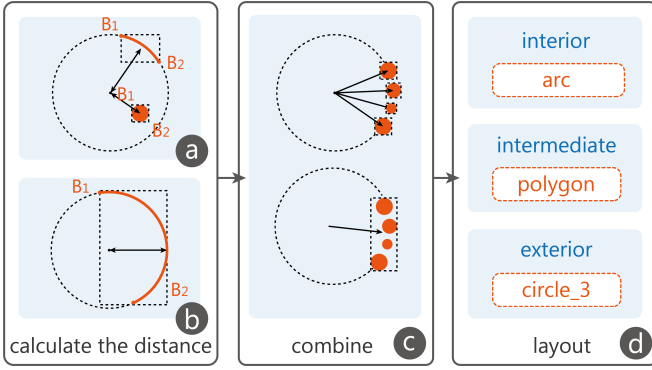 B1
B2
B1
B2
a
B1
B2
b
calculate the distance
combine
c
interior
arc
intermediate
polygon
exterior
circle_3
layout
d